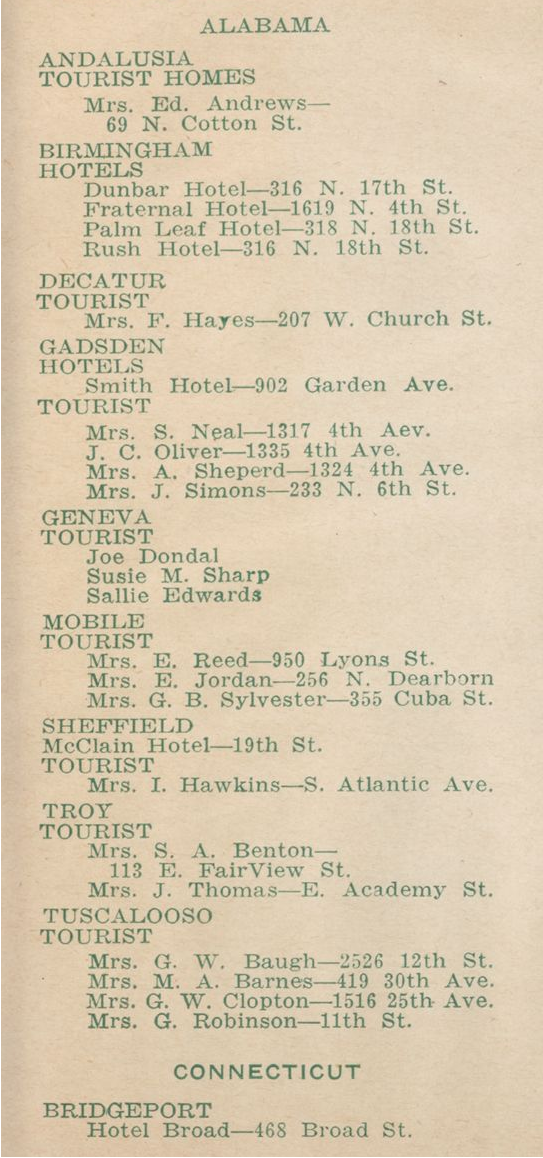 ALABAMA
ANDALUSIA
TOURIST HOMES
Mrs. Ed. Andrews—
69 N. Cotton St.
BIRMINGHAM
HOTELS
Dunbar Hotel—316 N. 17th St.
Fraternal Hotel—1619 N. 4th St.
Palm Leaf Hotel—318 N. 18th St.
Rush Hotel—316 N. 18th St.
DECATUR
TOURIST
Mrs. F. Hayes—207 W. Church St.
GADSDEN
HOTELS
Smith Hotel—902 Garden Ave.
TOURIST
Mrs. S. Neal—1317 4th Aev.
J. C. Oliver—1335 4th Ave.
Mrs. A. Sheperd—1324 4th Ave.
Mrs. J. Simons—233 N. 6th St.
GENEVA
TOURIST
Joe Dondal
Susie M. Sharp
Sallie Edwards
MOBILE
TOURIST
Mrs. E. Reed—950 Lyons St.
Mrs. E. Jordan—256 N. Dearborn
Mrs. G. B. Sylvester—355 Cuba St.
SHEFFIELD
McClain Hotel—19th St.
TOURIST
Mrs. I. Hawkins—S. Atlantic Ave.
TROY
TOURIST
Mrs. S. A. Benton—
113 E. FairView St.
Mrs. J. Thomas—E. Academy St.
TUSCALOOSO
TOURIST
Mrs. G. W. Baugh—2526 12th St.
Mrs. M. A. Barnes—419 30th Ave.
Mrs. G. W. Clopton—1516 25th Ave.
Mrs. G. Robinson—11th St.
CONNECTICUT
BRIDGEPORT
Hotel Broad—468 Broad St.